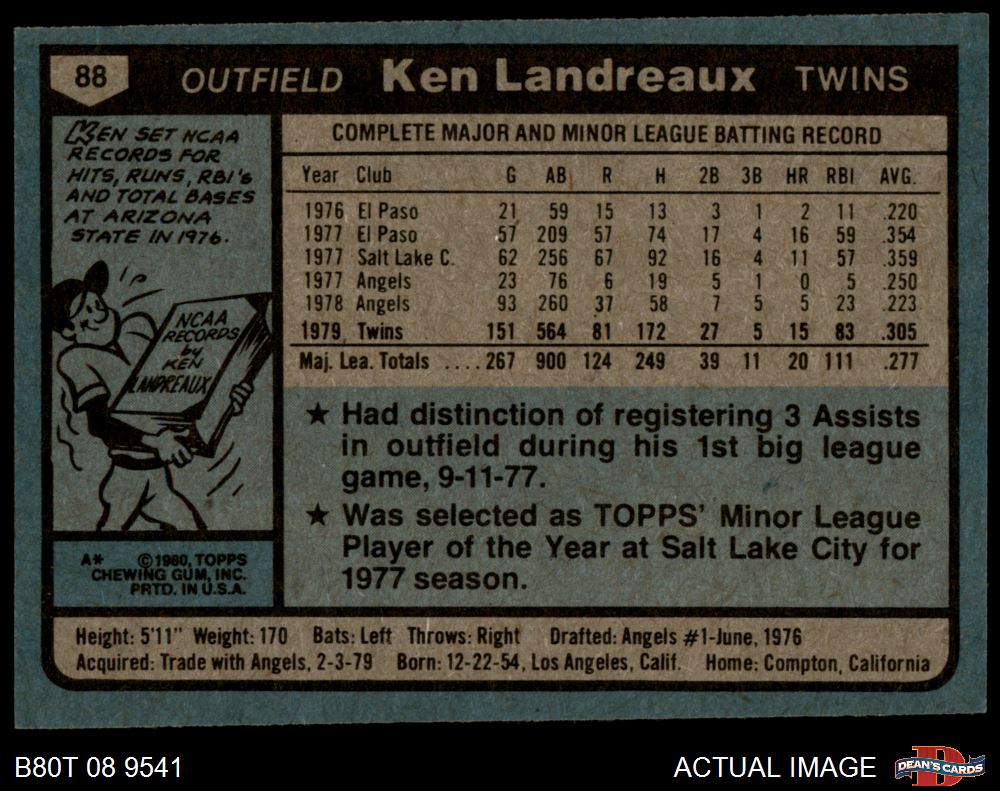 88 OUTFIELD Ken Landreaux TWINS
KEN SET NCAA
RECORDS FOR
HITS, RUNS, RBI's
AND TOTAL BASES
AT ARIZONA
STATE IN 1976.
NCAA
RECORDS
by
KEN
LANDREAUX
A* ©1980, TOPPS
CHEWING GUM, INC.
PRTD. IN U.S.A.
COMPLETE MAJOR AND MINOR LEAGUE BATTING RECORD
Year Club G AB R H 2B 3B HR RBI AVG.
1976 El Paso 21 59 15 13 3 1 2 11 .220
1977 El Paso 57 209 57 74 17 4 16 59 .354
1977 Salt Lake C. 62 256 67 92 16 4 11 57 .359
1977 Angels 23 76 6 19 5 1 0 5 .250
1978 Angels 93 260 37 58 7 5 5 23 .223
1979 Twins 151 564 81 172 27 5 15 83 .305
Maj. Lea. Totals .... 267 900 124 249 39 11 20 111 .277
★ Had distinction of registering 3 Assists
in outfield during his 1st big league
game, 9-11-77.
★ Was selected as TOPPS' Minor League
Player of the Year at Salt Lake City for
1977 season.
Height: 5'11" Weight: 170 Bats: Left Throws: Right Drafted: Angels #1-June, 1976
Acquired: Trade with Angels, 2-3-79 Born: 12-22-54, Los Angeles, Calif. Home: Compton, California
B80T 08 9541 ACTUAL IMAGE DEAN'S CARDS